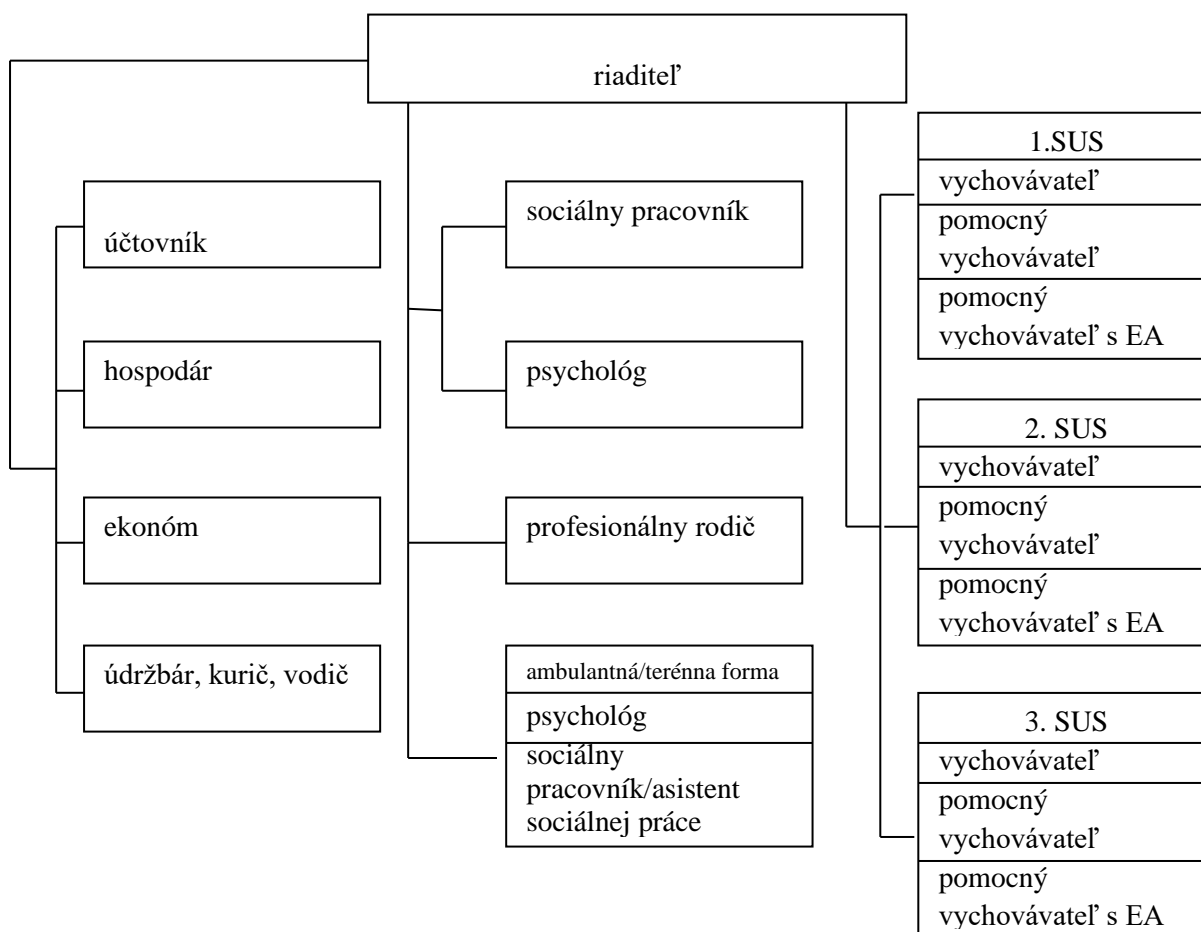 riaditeľ
účtovník
hospodár
ekonóm
údržbár, kurič, vodič
sociálny pracovník
psychológ
profesionálny rodič
ambulantná/terénna forma
psychológ
sociálny
pracovník/asistent
sociálnej práce
1.SUS
vychovávateľ
pomocný
vychovávateľ
pomocný
vychovávateľ s EA
2. SUS
vychovávateľ
pomocný
vychovávateľ
pomocný
vychovávateľ s EA
3. SUS
vychovávateľ
pomocný
vychovávateľ
pomocný
vychovávateľ s EA